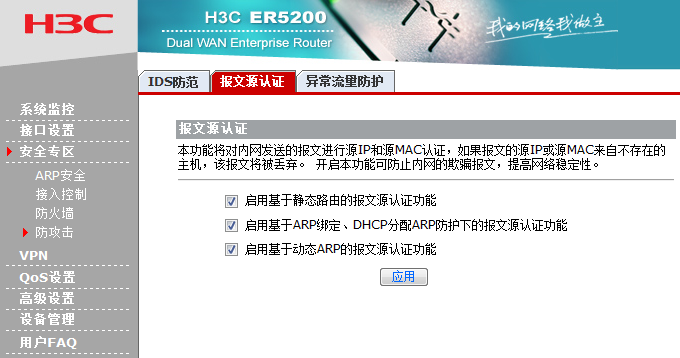 H3C
H3C ER5200
Dual WAN Enterprise Router
我的网络我做主
IDS防范
报文源认证
异常流量防护
系统监控
接口设置
安全专区
ARP安全
接入控制
防火墙
防攻击
VPN
QoS设置
高级设置
设备管理
用户FAQ
报文源认证
本功能将对内网发送的报文进行源IP和源MAC认证，如果报文的源IP或源MAC来自不存在的
主机，该报文将被丢弃。 开启本功能可防止内网的欺骗报文，提高网络稳定性。
启用基于静态路由的报文源认证功能
启用基于ARP绑定、DHCP分配ARP防护下的报文源认证功能
启用基于动态ARP的报文源认证功能
应用